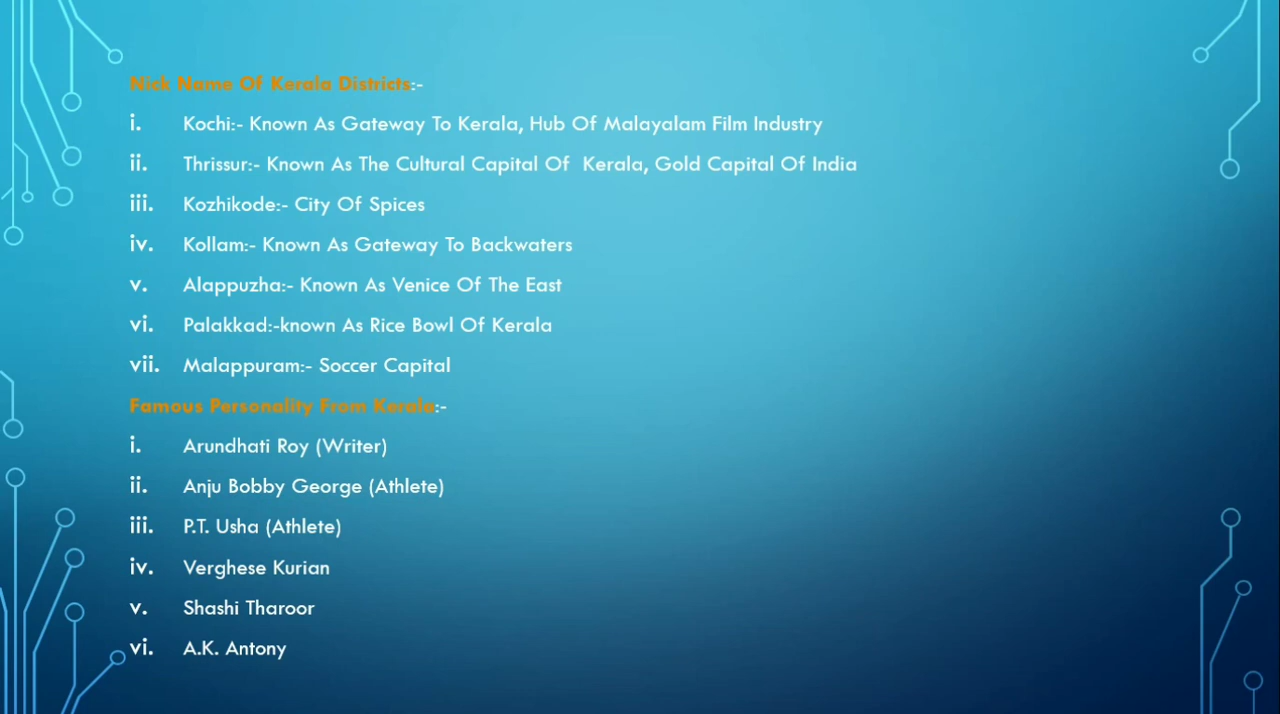 Nick Name Of Kerala Districts:-
i. Kochi:- Known As Gateway To Kerala, Hub Of Malayalam Film Industry
ii. Thrissur:- Known As The Cultural Capital Of  Kerala, Gold Capital Of India
iii. Kozhikode:- City Of Spices
iv. Kollam:- Known As Gateway To Backwaters
v. Alappuzha:- Known As Venice Of The East
vi. Palakkad:-known As Rice Bowl Of Kerala
vii. Malappuram:- Soccer Capital
Famous Personality From Kerala:-
i. Arundhati Roy (Writer)
ii. Anju Bobby George (Athlete)
iii. P.T. Usha (Athlete)
iv. Verghese Kurian
v. Shashi Tharoor
vi. A.K. Antony